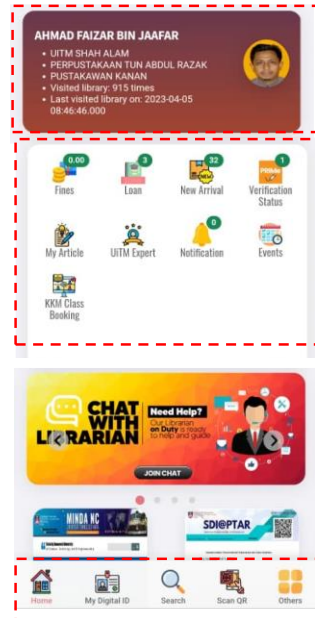 AHMAD FAIZAR BIN JAAFAR
• UITM SHAH ALAM
• PERPUSTAKAAN TUN ABDUL RAZAK
• PUSTAKAWAN KANAN
• Visited library: 915 times
• Last visited library on: 2023-04-05
08:46:46.000
0.00
3
32
1
Fines
Loan
New Arrival
Verification
Status
0
My Article
UiTM Expert
Notification
Events
KKM Class
Booking
CHAT
WITH
LIBRARIAN
Need Help?
Our Librarian
on Duty is ready
to help and guide
JOIN CHAT
MINDA NC
SDI@PTAR
Home
My Digital ID
Search
Scan QR
Others